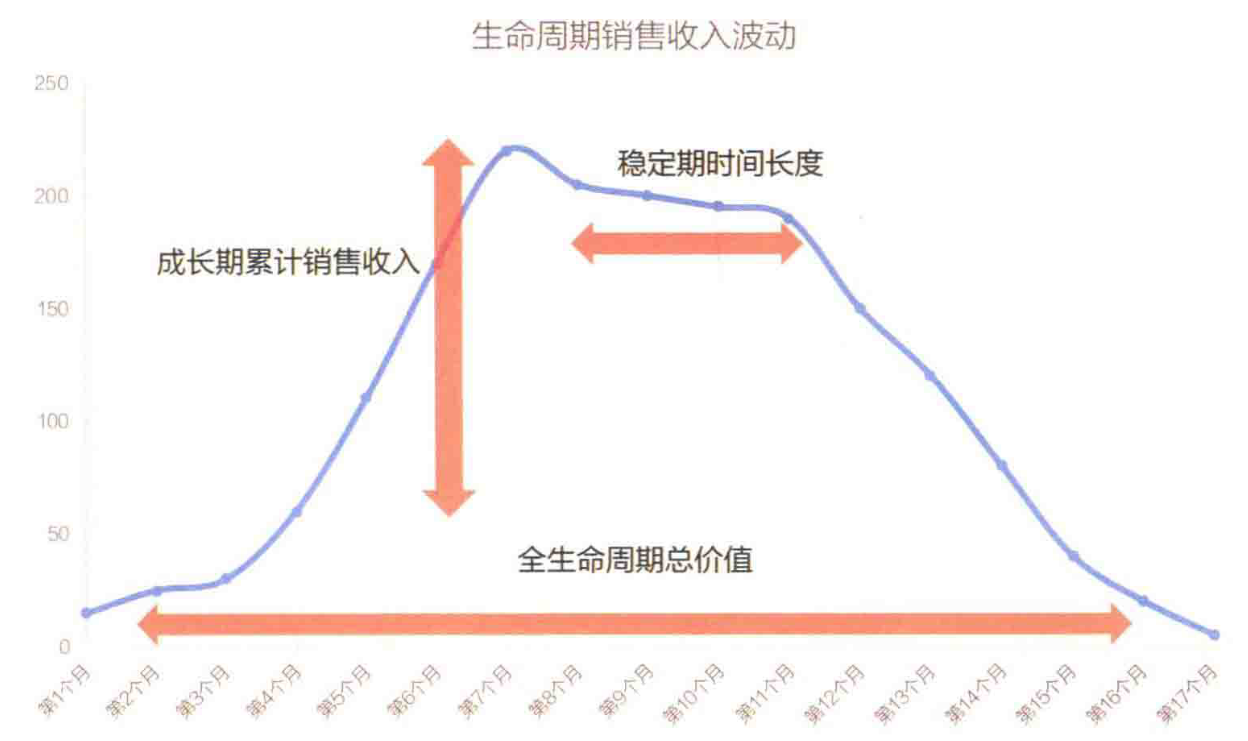 生命周期销售收入波动
250
200
150
100
50
0
稳定期时间长度
成长期累计销售收入
全生命周期总价值
第1个月
第2个月
第3个月
第4个月
第5个月
第6个月
第7个月
第8个月
第9个月
第10个月
第11个月
第12个月
第13个月
第14个月
第15个月
第16个月
第17个月